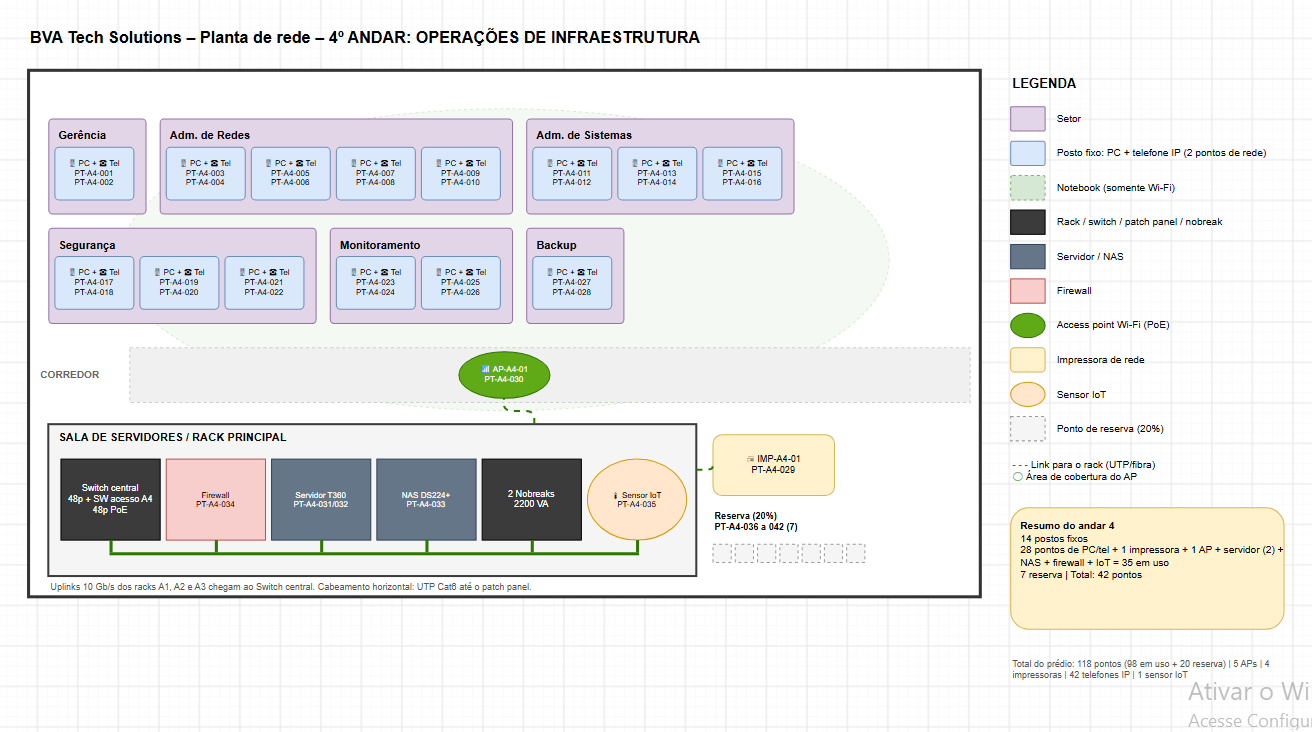 BVA Tech Solutions – Planta de rede – 4º ANDAR: OPERAÇÕES DE INFRAESTRUTURA
Gerência
PC + ☎ Tel
PT-A4-001
PT-A4-002
Adm. de Redes
PC + ☎ Tel
PT-A4-003
PT-A4-004
PC + ☎ Tel
PT-A4-005
PT-A4-006
PC + ☎ Tel
PT-A4-007
PT-A4-008
PC + ☎ Tel
PT-A4-009
PT-A4-010
Adm. de Sistemas
PC + ☎ Tel
PT-A4-011
PT-A4-012
PC + ☎ Tel
PT-A4-013
PT-A4-014
PC + ☎ Tel
PT-A4-015
PT-A4-016
Segurança
PC + ☎ Tel
PT-A4-017
PT-A4-018
PC + ☎ Tel
PT-A4-019
PT-A4-020
PC + ☎ Tel
PT-A4-021
PT-A4-022
Monitoramento
PC + ☎ Tel
PT-A4-023
PT-A4-024
PC + ☎ Tel
PT-A4-025
PT-A4-026
Backup
PC + ☎ Tel
PT-A4-027
PT-A4-028
CORREDOR
AP-A4-01
PT-A4-030
SALA DE SERVIDORES / RACK PRINCIPAL
Switch central
48p + SW acesso A4
48p PoE
Firewall
PT-A4-034
Servidor T360
PT-A4-031/032
NAS DS224+
PT-A4-033
2 Nobreaks
2200 VA
Sensor IoT
PT-A4-035
IMP-A4-01
PT-A4-029
Reserva (20%)
PT-A4-036 a 042 (7)
Uplinks 10 Gb/s dos racks A1, A2 e A3 chegam ao Switch central. Cabeamento horizontal: UTP Cat6 até o patch panel.
LEGENDA
Setor
Posto fixo: PC + telefone IP (2 pontos de rede)
Notebook (somente Wi-Fi)
Rack / switch / patch panel / nobreak
Servidor / NAS
Firewall
Access point Wi-Fi (PoE)
Impressora de rede
Sensor IoT
Ponto de reserva (20%)
- - - Link para o rack (UTP/fibra)
Área de cobertura do AP
Resumo do andar 4
14 postos fixos
28 pontos de PC/tel + 1 impressora + 1 AP + servidor (2) +
NAS + firewall + IoT = 35 em uso
7 reserva | Total: 42 pontos
Total do prédio: 118 pontos (98 em uso + 20 reserva) | 5 APs | 4
impressoras | 42 telefones IP | 1 sensor IoT
Ativar o Wi
Acesse Configu